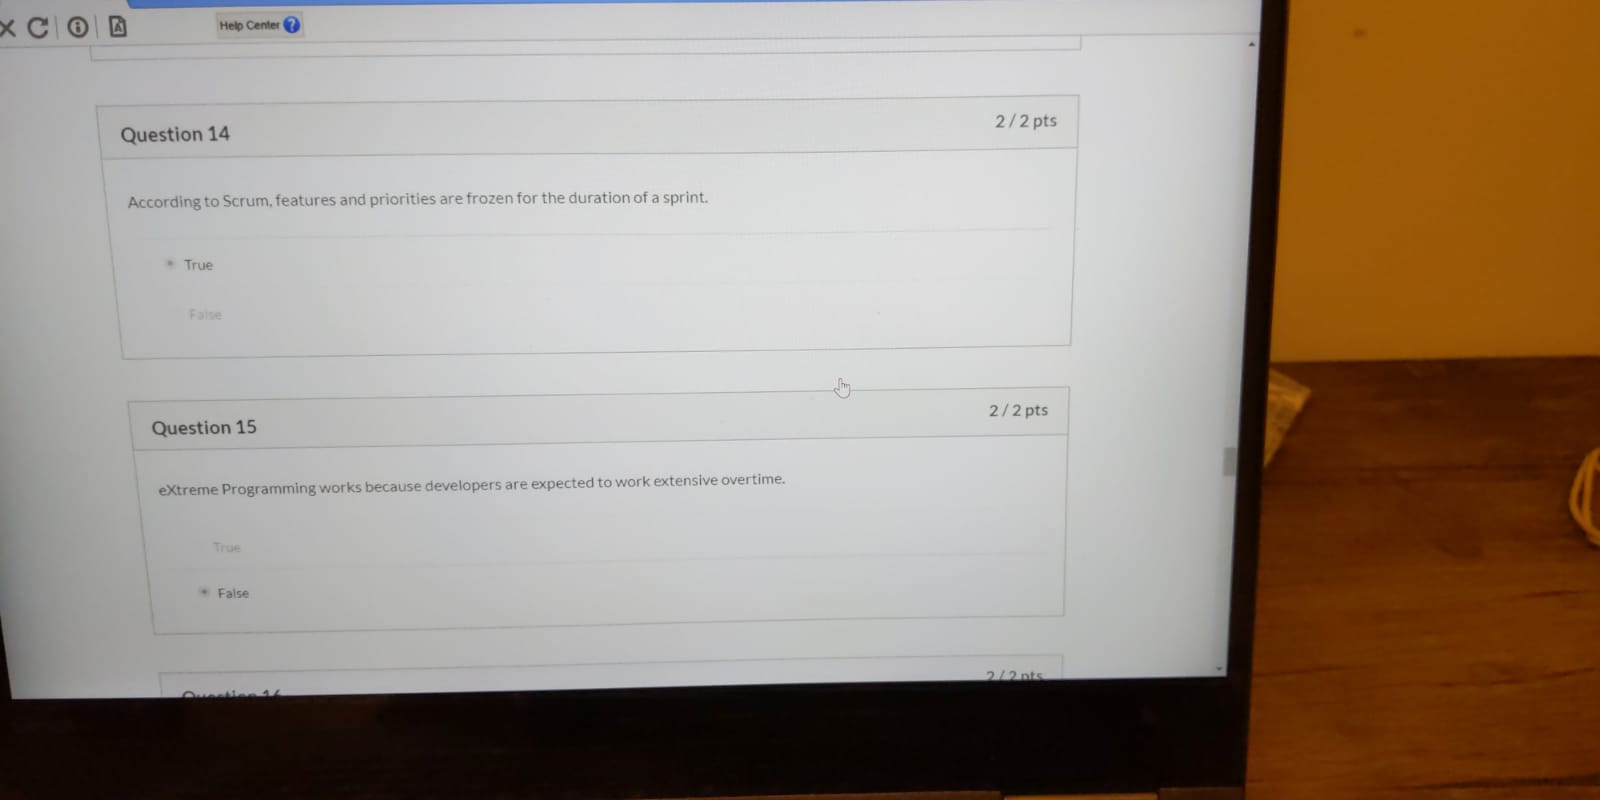 Help Center ?
Question 14
2 / 2 pts
According to Scrum, features and priorities are frozen for the duration of a sprint.
True
False
Question 15
2 / 2 pts
eXtreme Programming works because developers are expected to work extensive overtime.
True
False
2 / 2 pts
Question 16